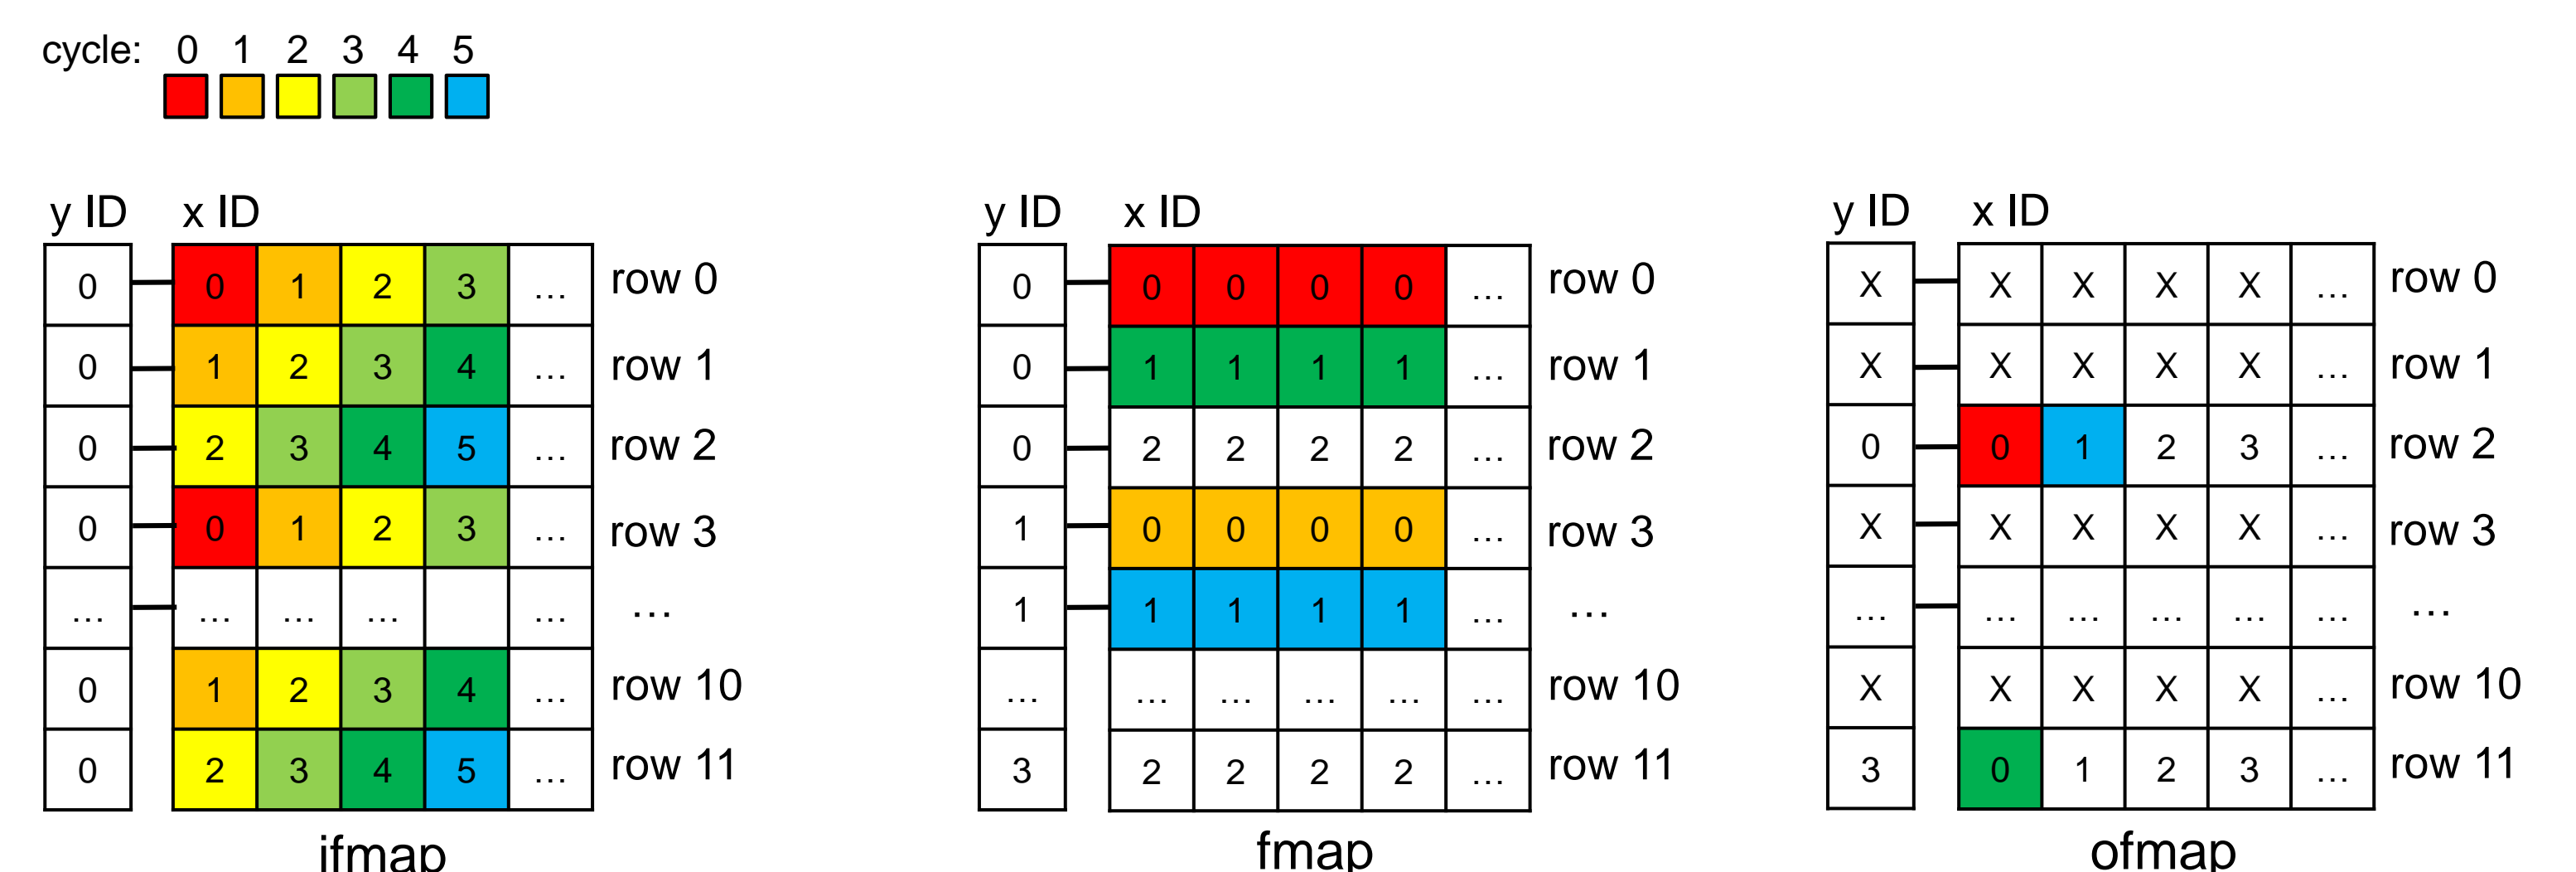 cycle: 0 1 2 3 4 5
y ID x ID y ID x ID y ID x ID
0 0 1 2 3 ... row 0 0 0 0 0 0 ... row 0 X X X X X ... row 0
0 1 2 3 4 ... row 1 0 1 1 1 1 ... row 1 X X X X X ... row 1
0 2 3 4 5 ... row 2 0 2 2 2 2 ... row 2 0 0 1 2 3 ... row 2
0 0 1 2 3 ... row 3 1 0 0 0 0 ... row 3 X X X X X ... row 3
... ... ... ... ... ... 1 1 1 1 1 ... ... ... ... ... ... ... ... ...
0 1 2 3 4 ... row 10 ... ... ... ... ... ... row 10 X X X X X ... row 10
0 2 3 4 5 ... row 11 3 2 2 2 2 ... row 11 3 0 1 2 3 ... row 11
ifmap fmap ofmap